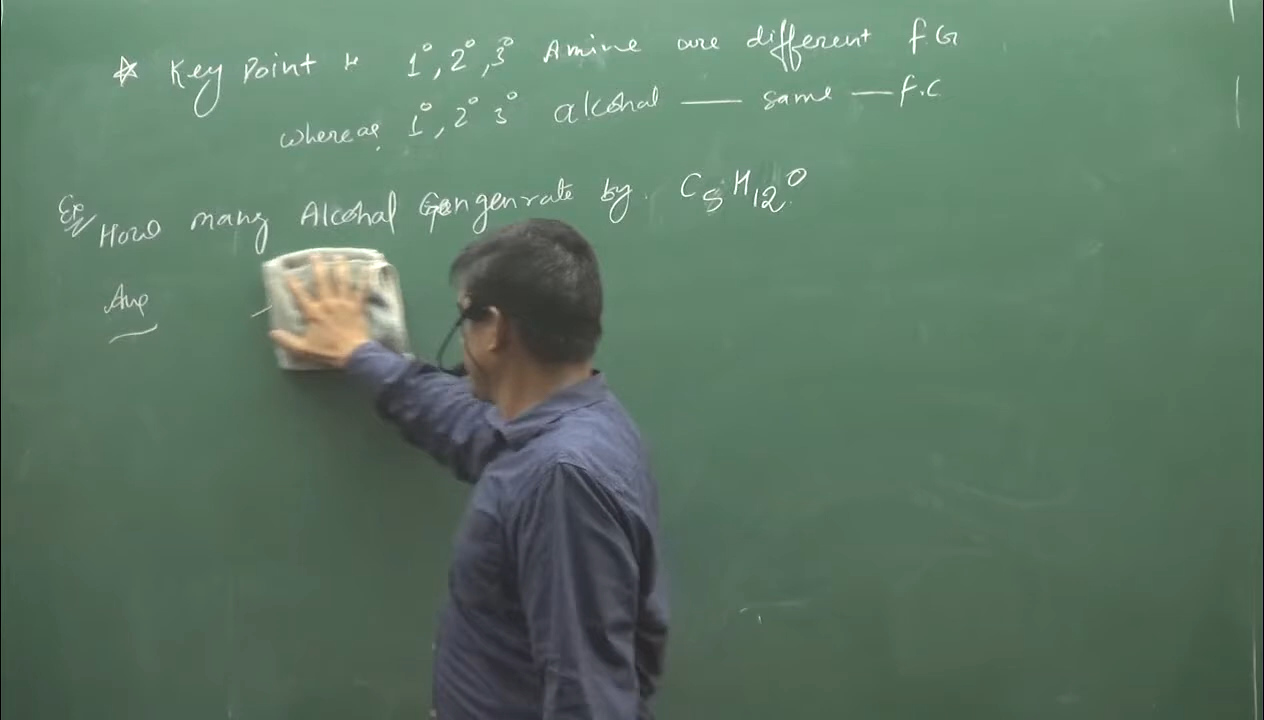 ☆ Key Point :- 1°, 2°, 3° Amine are different f G
whereas 1°, 2° 3° alcohal — same — f.C
Ex/ How many Alcohal Gengenrate by. C5H12O
Ans